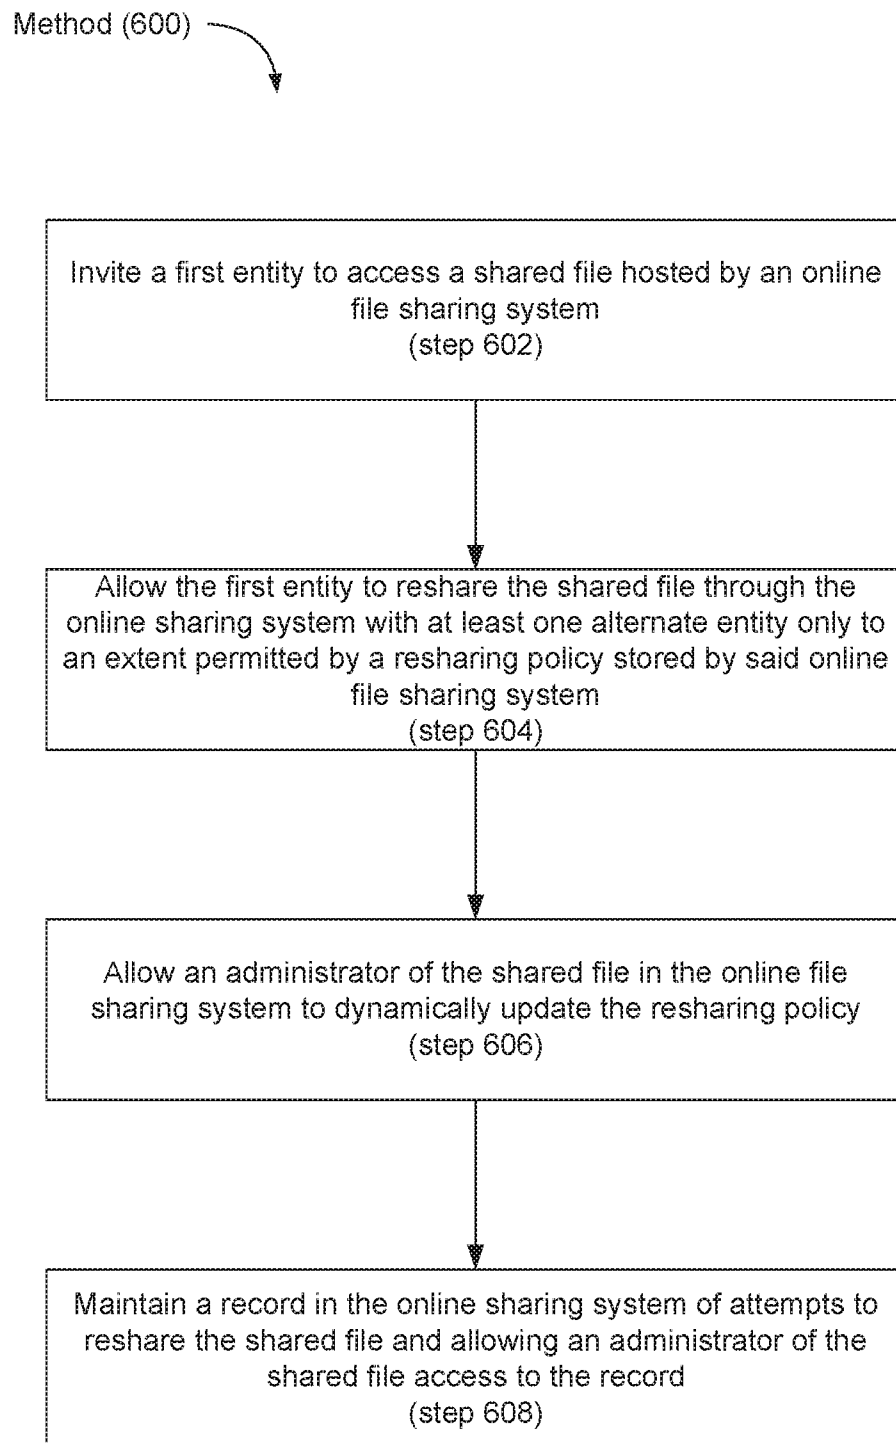 Method (600)
Invite a first entity to access a shared file hosted by an online
file sharing system
(step 602)
Allow the first entity to reshare the shared file through the
online sharing system with at least one alternate entity only to
an extent permitted by a resharing policy stored by said online
file sharing system
(step 604)
Allow an administrator of the shared file in the online file
sharing system to dynamically update the resharing policy
(step 606)
Maintain a record in the online sharing system of attempts to
reshare the shared file and allowing an administrator of the
shared file access to the record
(step 608)